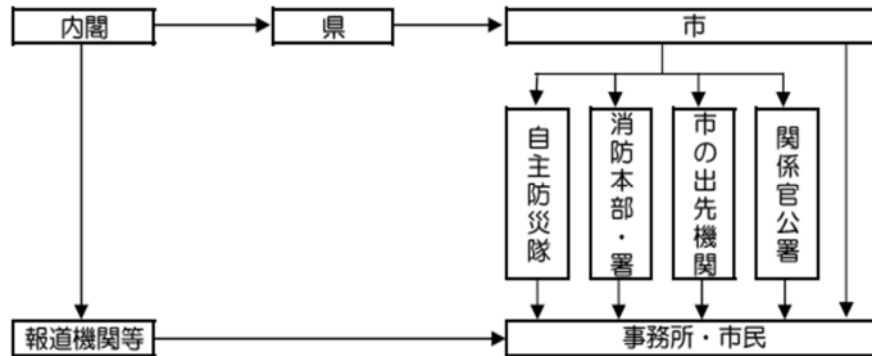 内閣
県
市
自主防災隊
消防本部・署
市の出先機関
関係官公署
報道機関等
事務所・市民